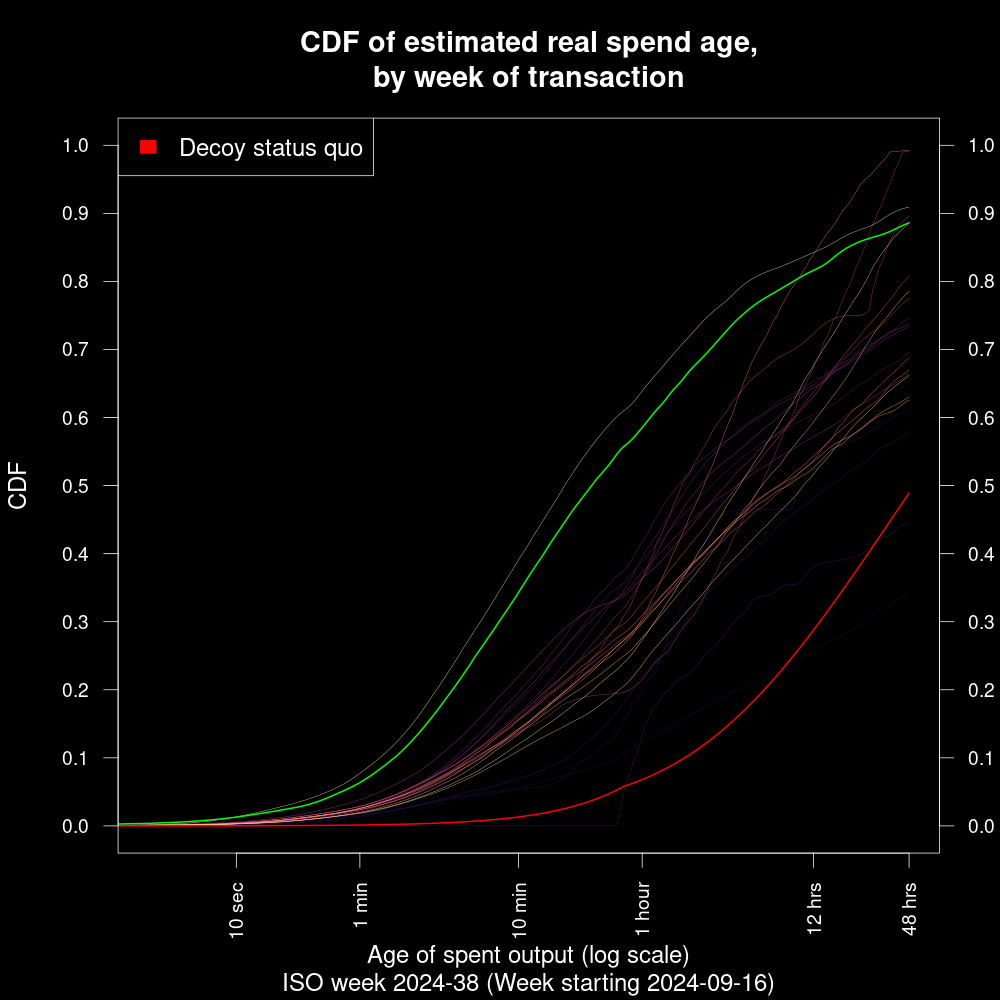 CDF of estimated real spend age,
by week of transaction
Decoy status quo
1.0
0.9
0.8
0.7
0.6
0.5
0.4
0.3
0.2
0.1
0.0
1.0
0.9
0.8
0.7
0.6
0.5
0.4
0.3
0.2
0.1
0.0
CDF
10 sec
1 min
10 min
1 hour
12 hrs
48 hrs
Age of spent output (log scale)
ISO week 2024-38 (Week starting 2024-09-16)